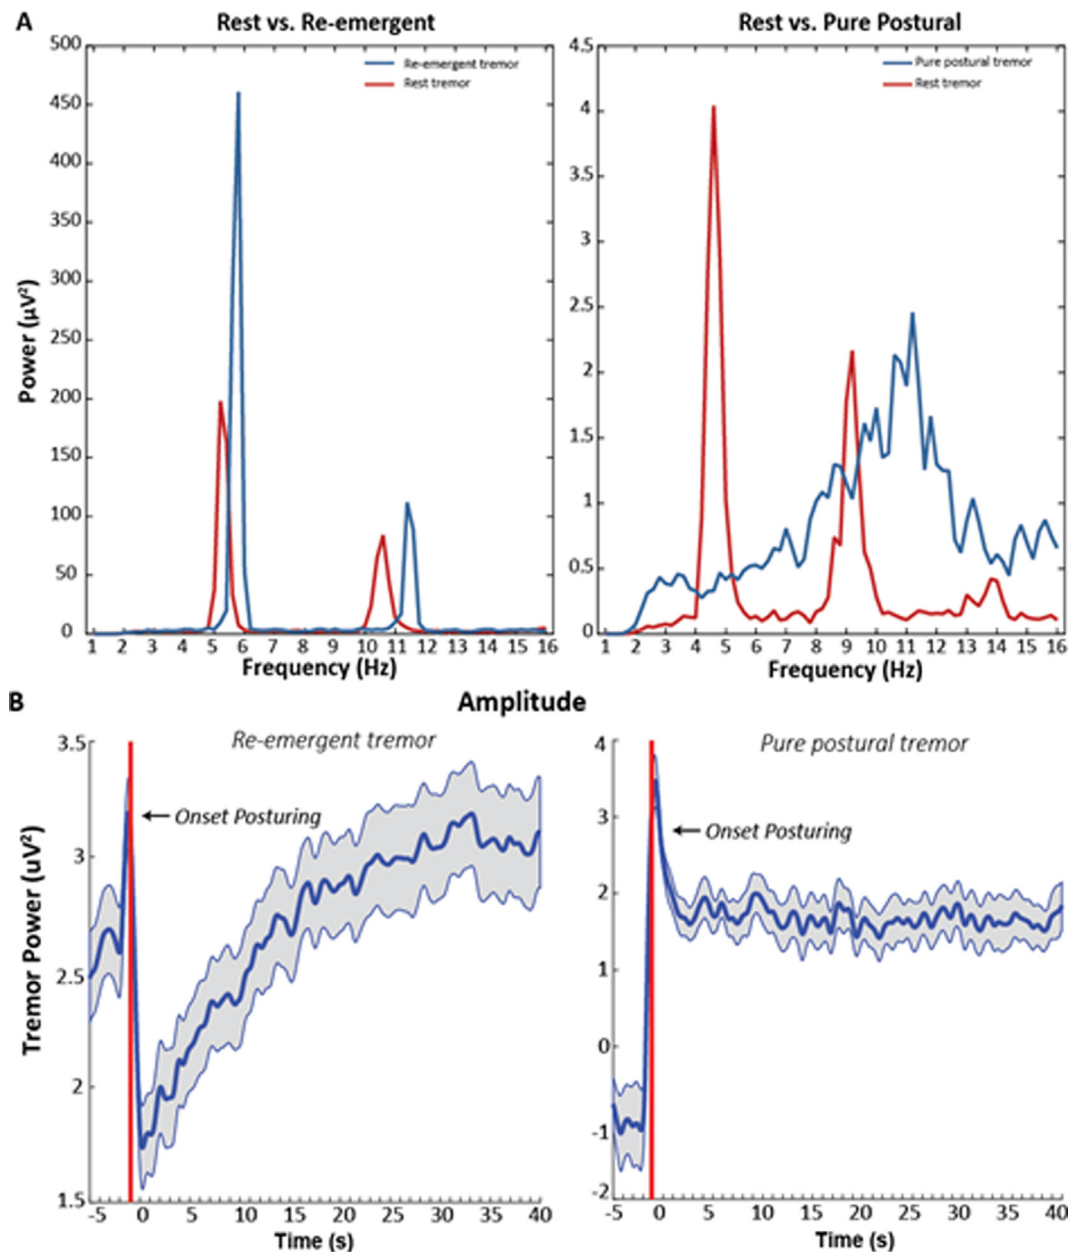 A
Rest vs. Re-emergent
Rest vs. Pure Postural
500
450
400
350
300
250
200
150
100
50
0
Power (µV²)
Re-emergent tremor
Rest tremor
1 2 3 4 5 6 7 8 9 10 11 12 13 14 15 16
Frequency (Hz)
4.5
4
3.5
3
2.5
2
1.5
1
0.5
0
Pure postural tremor
Rest tremor
1 2 3 4 5 6 7 8 9 10 11 12 13 14 15 16
Frequency (Hz)
B
Amplitude
3.5
3
2.5
2
1.5
Tremor Power (uV²)
Re-emergent tremor
Onset Posturing
-5 0 5 10 15 20 25 30 35 40
Time (s)
4
3
2
1
0
-1
-2
Pure postural tremor
Onset Posturing
-5 0 5 10 15 20 25 30 35 40
Time (s)